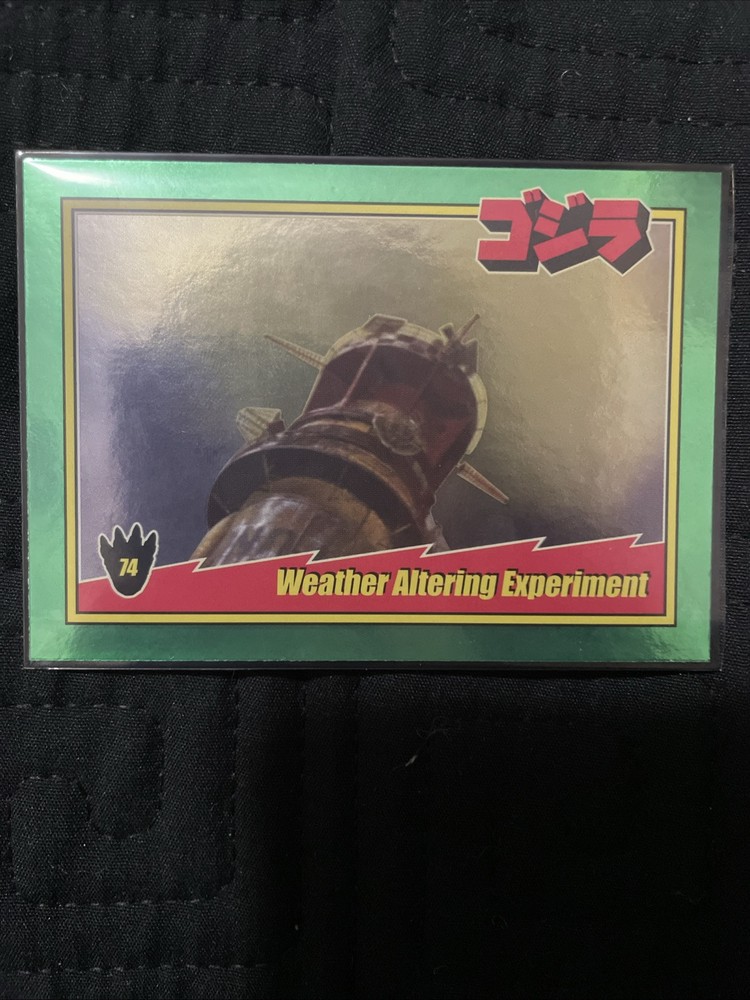 ゴジラ
74
Weather Altering Experiment